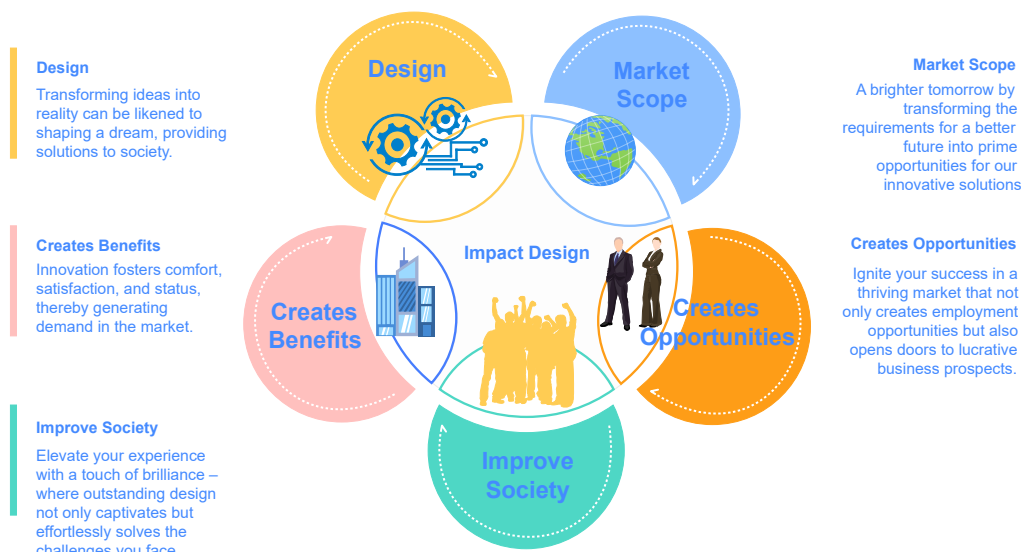 Design
Transforming ideas into
reality can be likened to
shaping a dream, providing
solutions to society.
Creates Benefits
Innovation fosters comfort,
satisfaction, and status,
thereby generating
demand in the market.
Improve Society
Elevate your experience
with a touch of brilliance –
where outstanding design
not only captivates but
effortlessly solves the
challenges you face
Design
Market
Scope
Impact Design
Creates
Benefits
Creates
Opportunities
Improve
Society
Market Scope
A brighter tomorrow by
transforming the
requirements for a better
future into prime
opportunities for our
innovative solutions
Creates Opportunities
Ignite your success in a
thriving market that not
only creates employment
opportunities but also
opens doors to lucrative
business prospects.